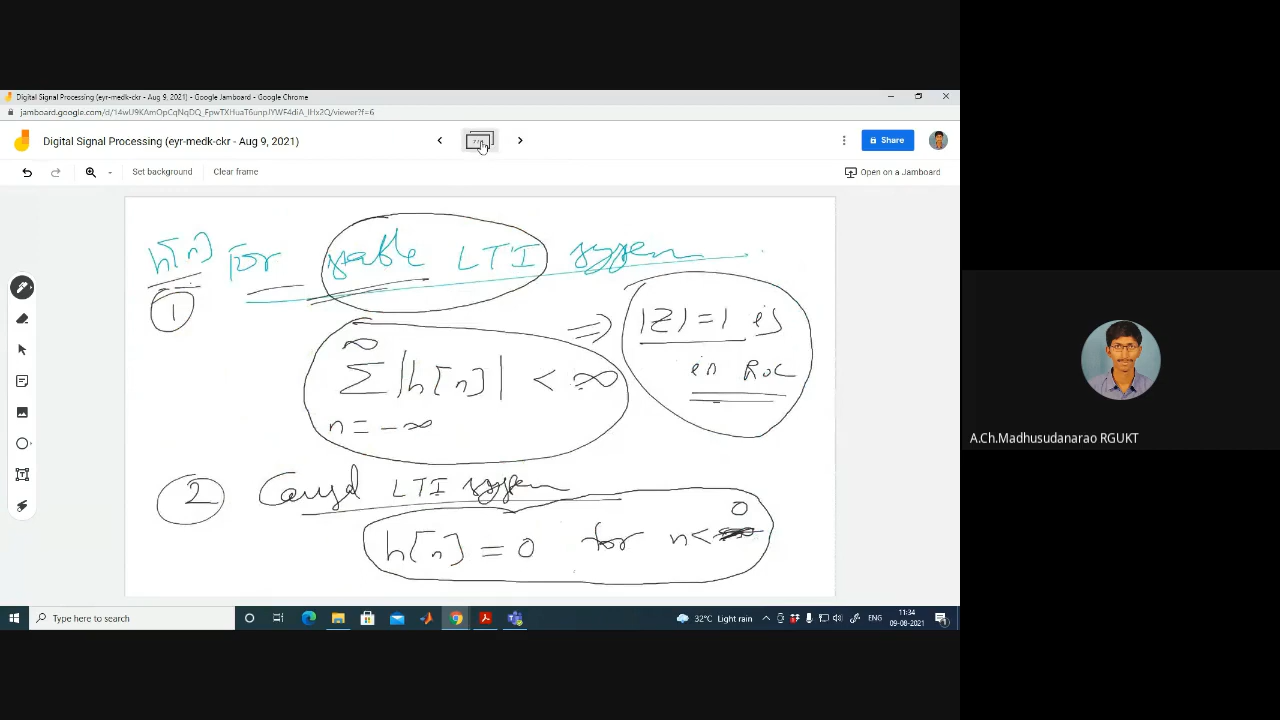 Digital Signal Processing (eyr-medk-ckr - Aug 9, 2021) - Google Jamboard - Google Chrome
Digital Signal Processing (eyr-medk-ckr - Aug 9, 2021)
Share
Set background
Clear frame
Open on a Jamboard
h[n] for stable LTI system
1
∞
Σ |h[n]| < ∞
n = -∞
⇒ |z| = 1 is
in ROC
2 Causal LTI system
h[n] = 0 for n < 0
A.Ch.Madhusudanarao RGUKT
Type here to search
32°C Light rain
ENG
11:34
09-08-2021